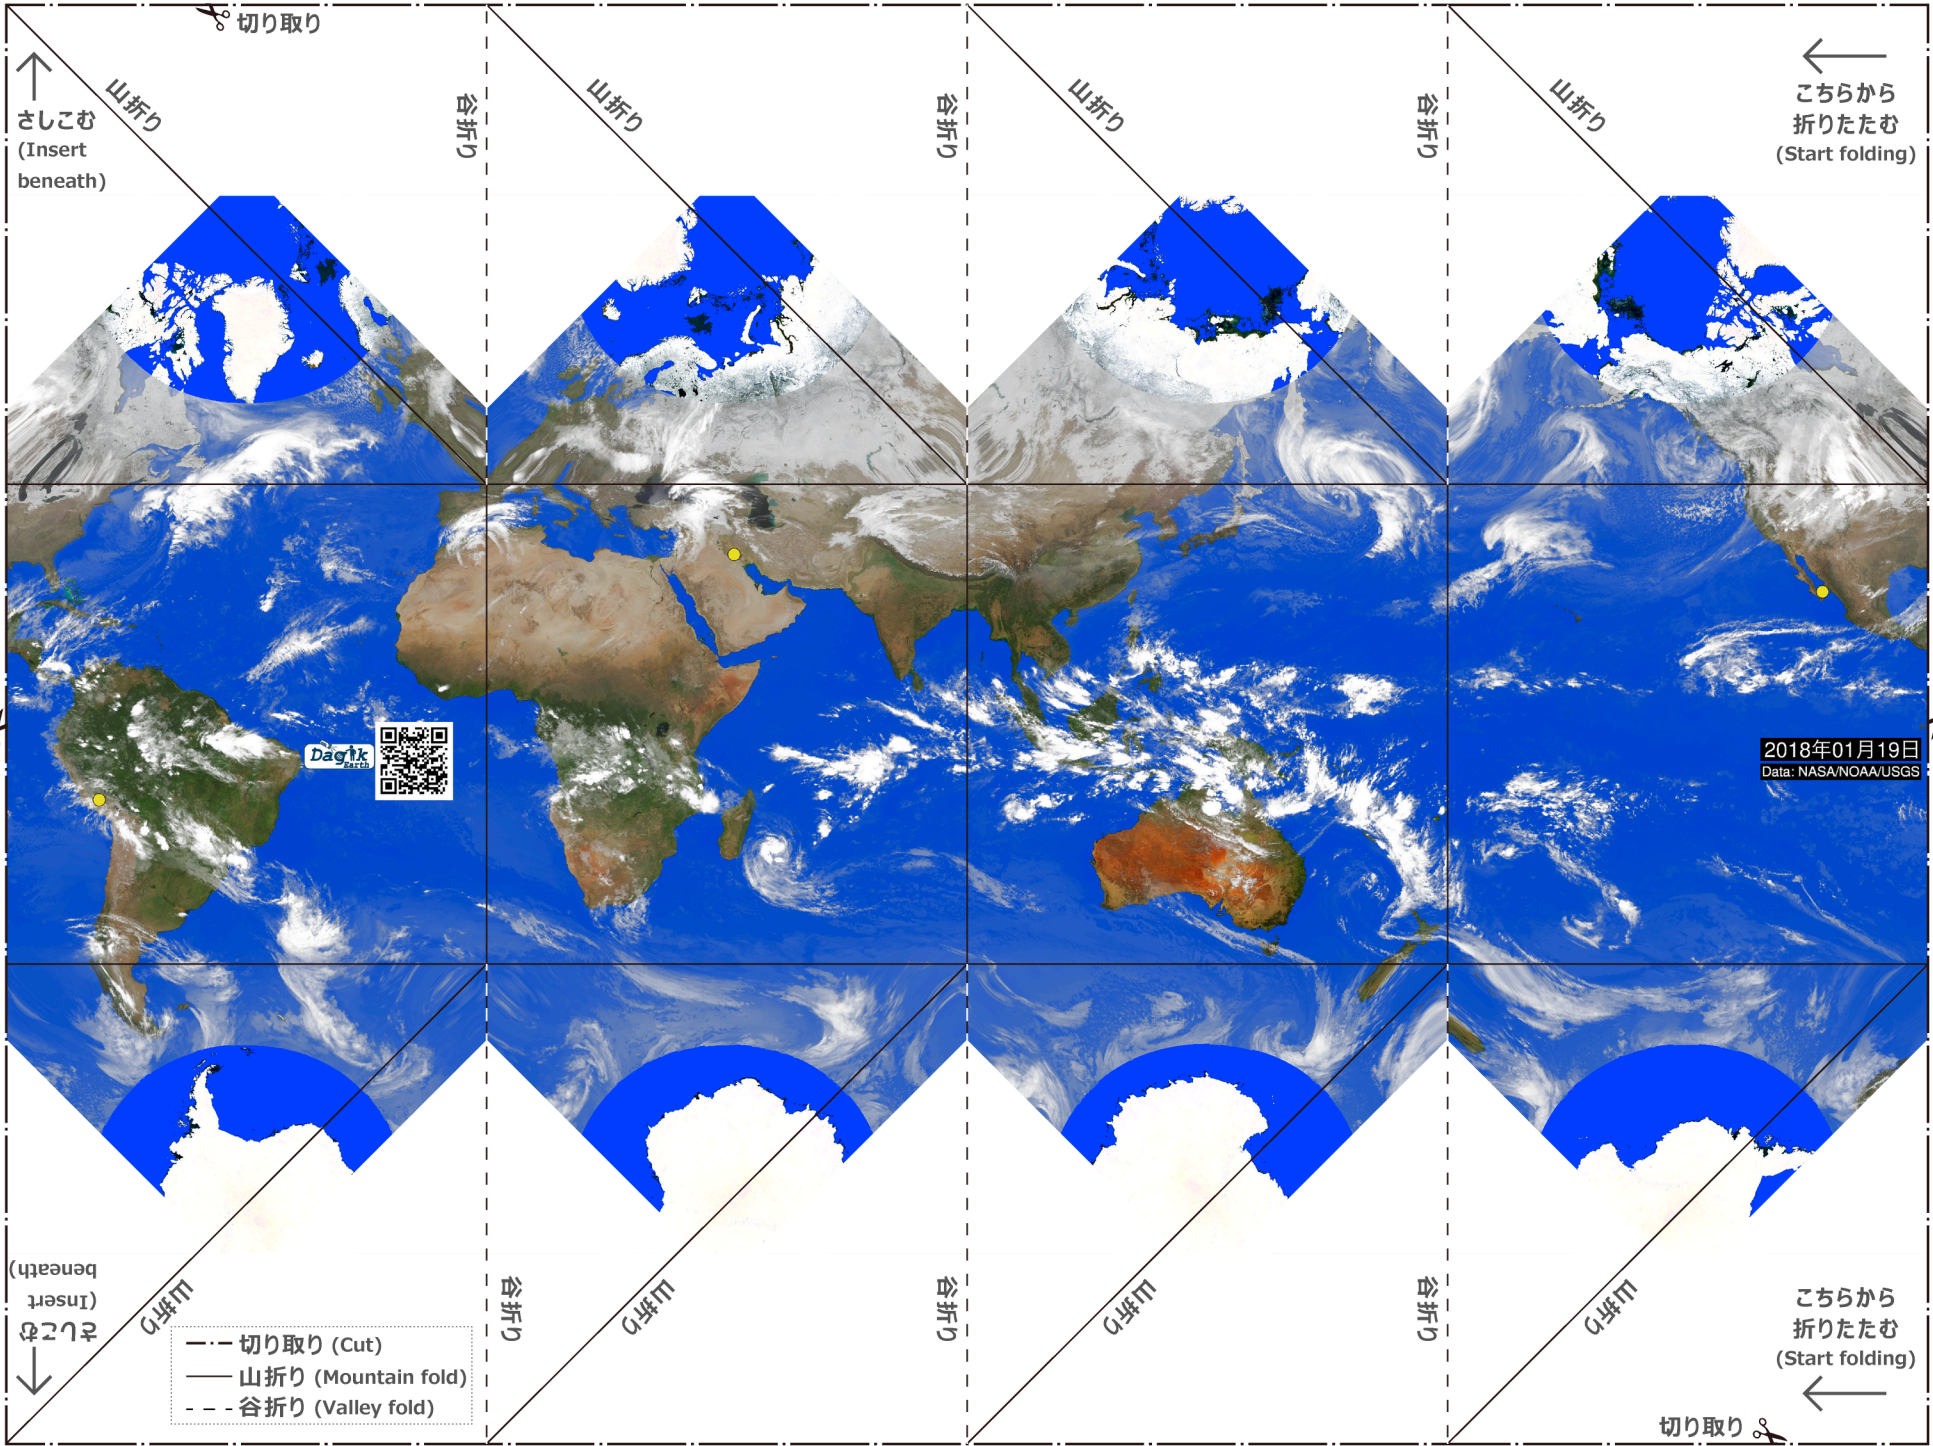 切り取り
山折り
谷折り
山折り
谷折り
山折り
谷折り
山折り
さしこむ
(Insert
beneath)
こちらから
折りたたむ
(Start folding)
Dagik
Earth
2018年01月19日
Data: NASA/NOAA/USGS
さしこむ
(Insert
beneath)
山折り
谷折り
山折り
谷折り
山折り
谷折り
山折り
こちらから
折りたたむ
(Start folding)
切り取り (Cut)
山折り (Mountain fold)
谷折り (Valley fold)
切り取り